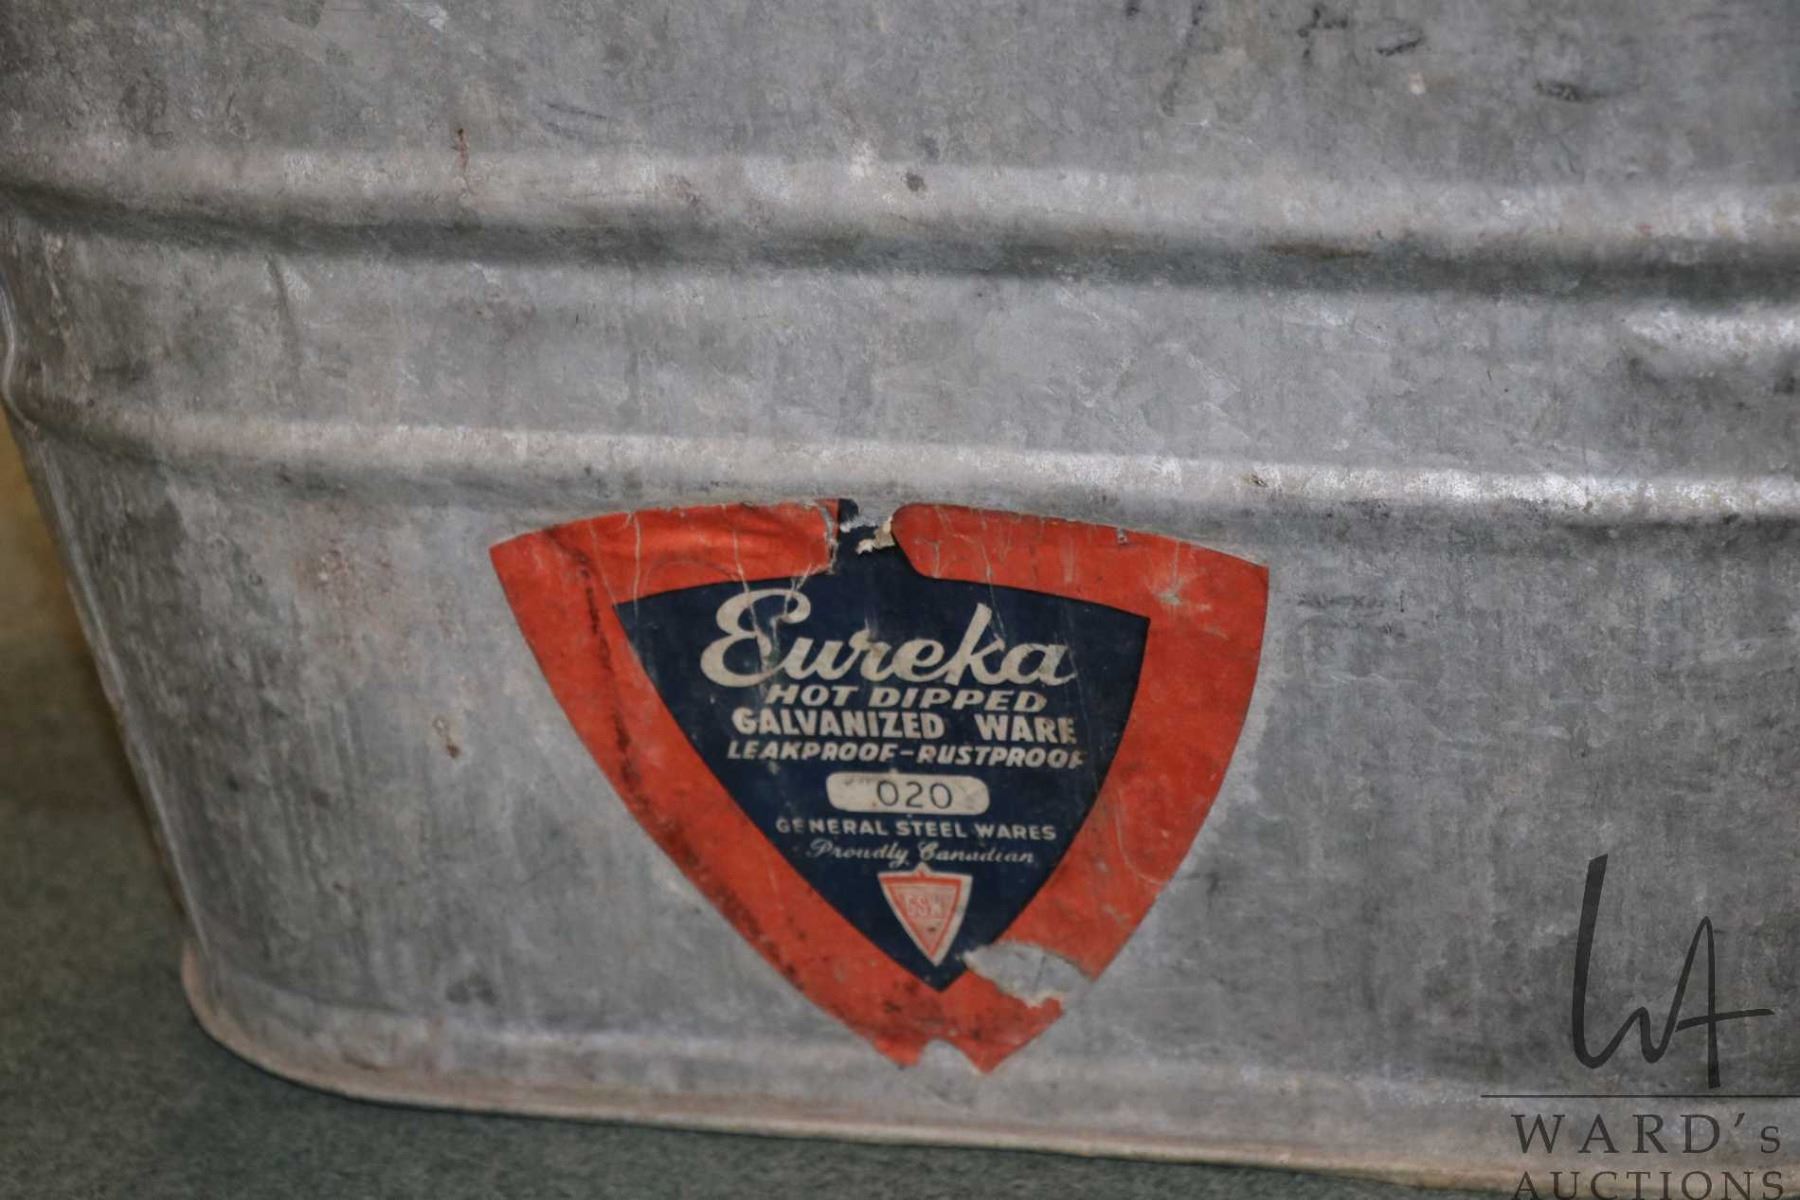 Eureka
HOT DIPPED
GALVANIZED WARE
LEAKPROOF-RUSTPROOF
020
GENERAL STEEL WARES
Proudly Canadian
GSW
WARD'S
AUCTIONS